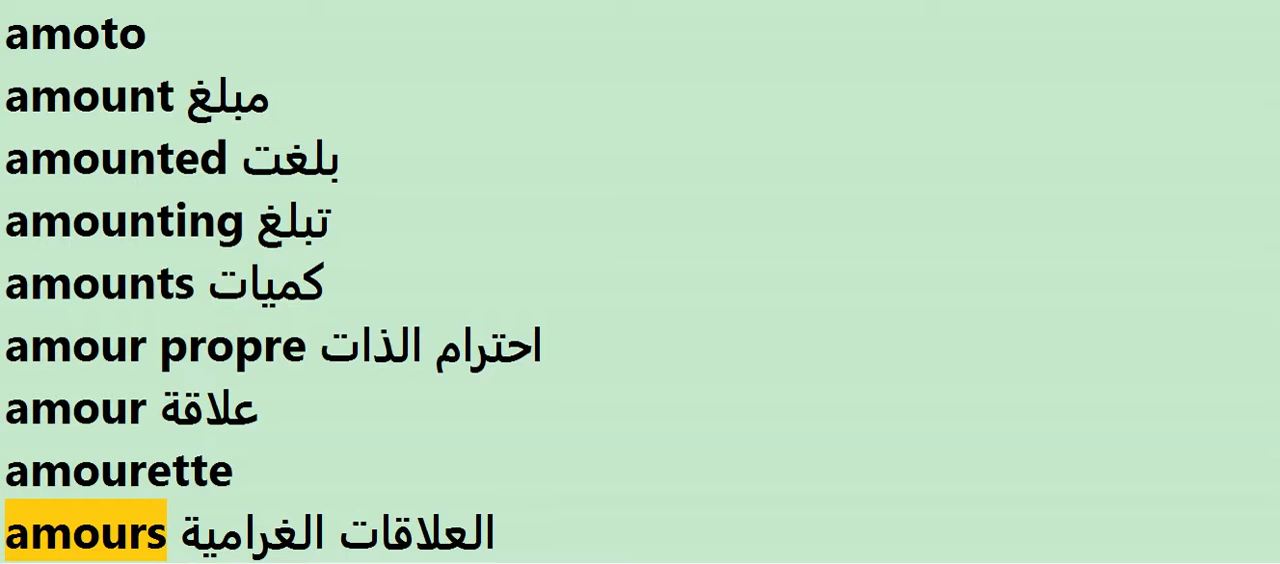 amoto
amount مبلغ
amounted بلغت
amounting تبلغ
amounts كميات
amour propre احترام الذات
amour علاقة
amourette
amours العلاقات الغرامية